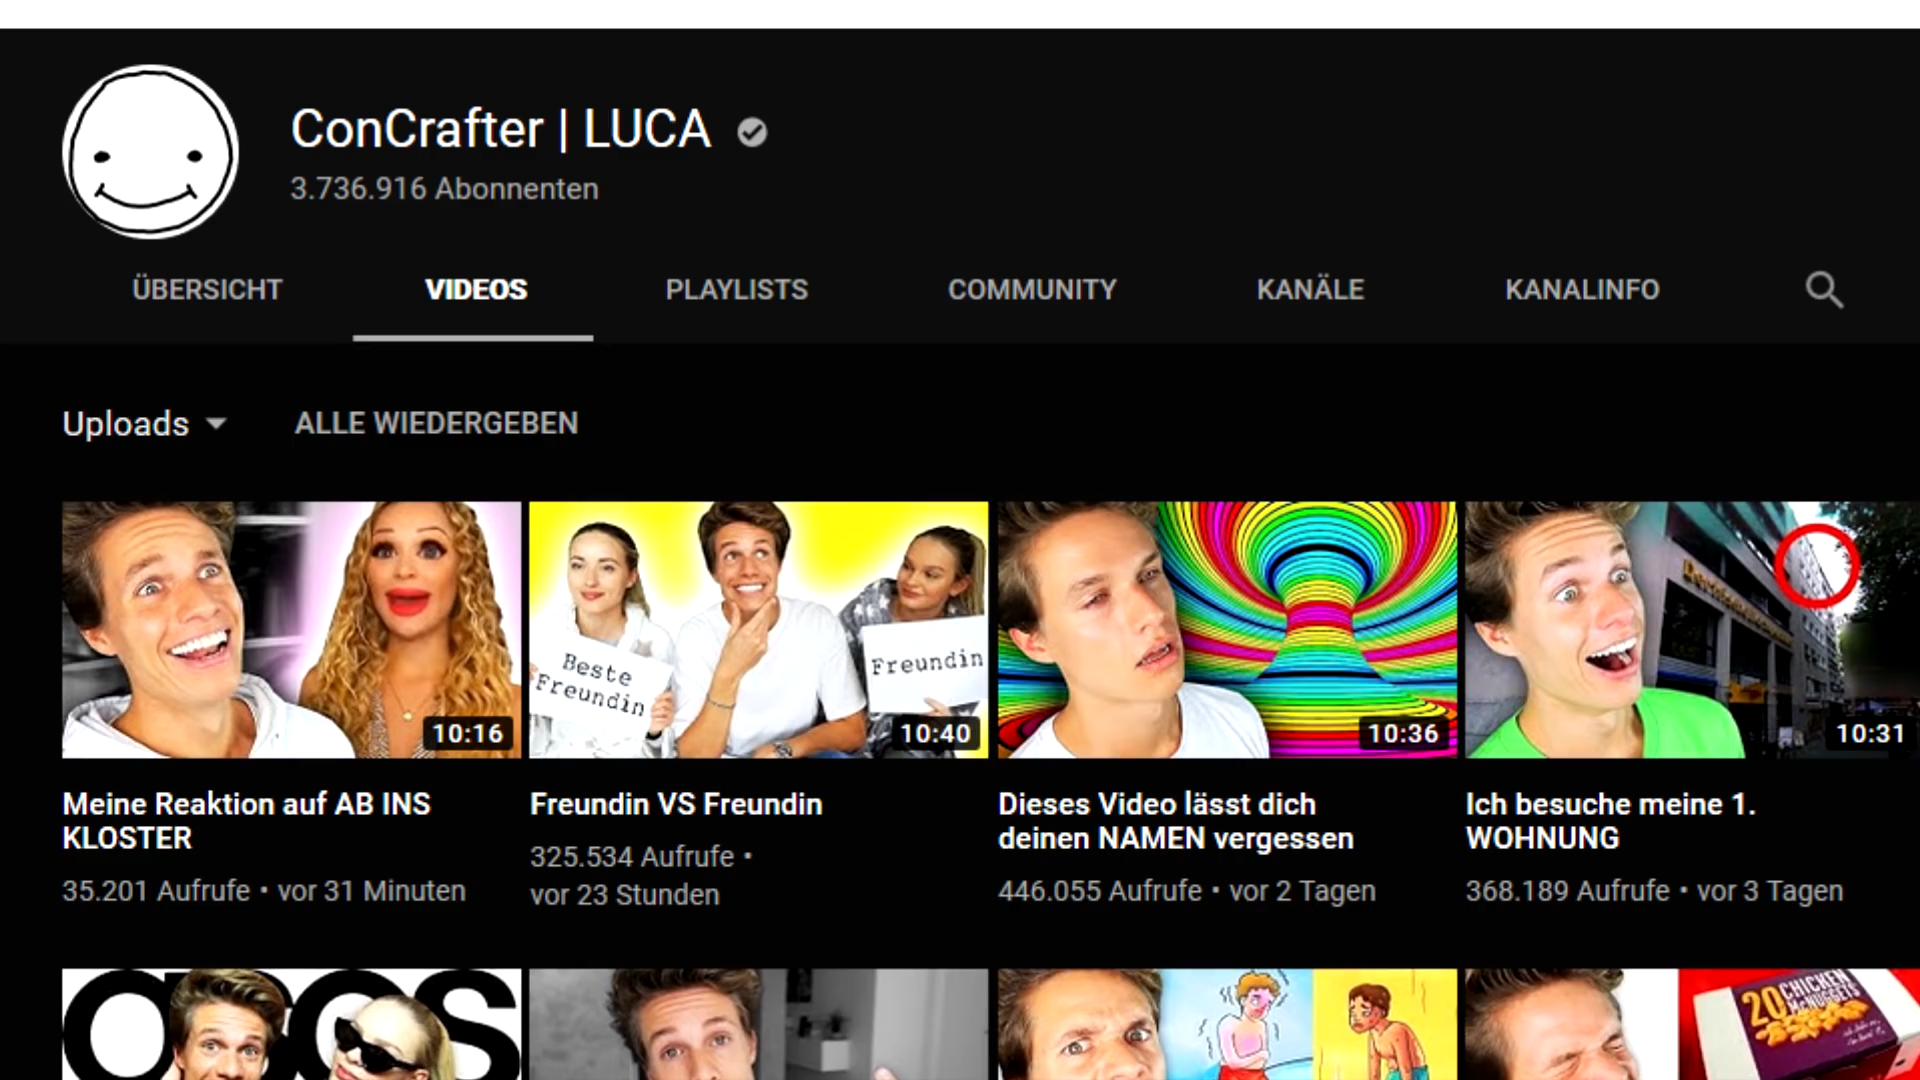 ConCrafter | LUCA
3.736.916 Abonnenten
ÜBERSICHT
VIDEOS
PLAYLISTS
COMMUNITY
KANÄLE
KANALINFO
Uploads
ALLE WIEDERGEBEN
10:16
Beste
Freundin
Freundin
10:40
10:36
10:31
Meine Reaktion auf AB INS
KLOSTER
35.201 Aufrufe • vor 31 Minuten
Freundin VS Freundin
325.534 Aufrufe •
vor 23 Stunden
Dieses Video lässt dich
deinen NAMEN vergessen
446.055 Aufrufe • vor 2 Tagen
Ich besuche meine 1.
WOHNUNG
368.189 Aufrufe • vor 3 Tagen
20 CHICKEN
McNUGGETS